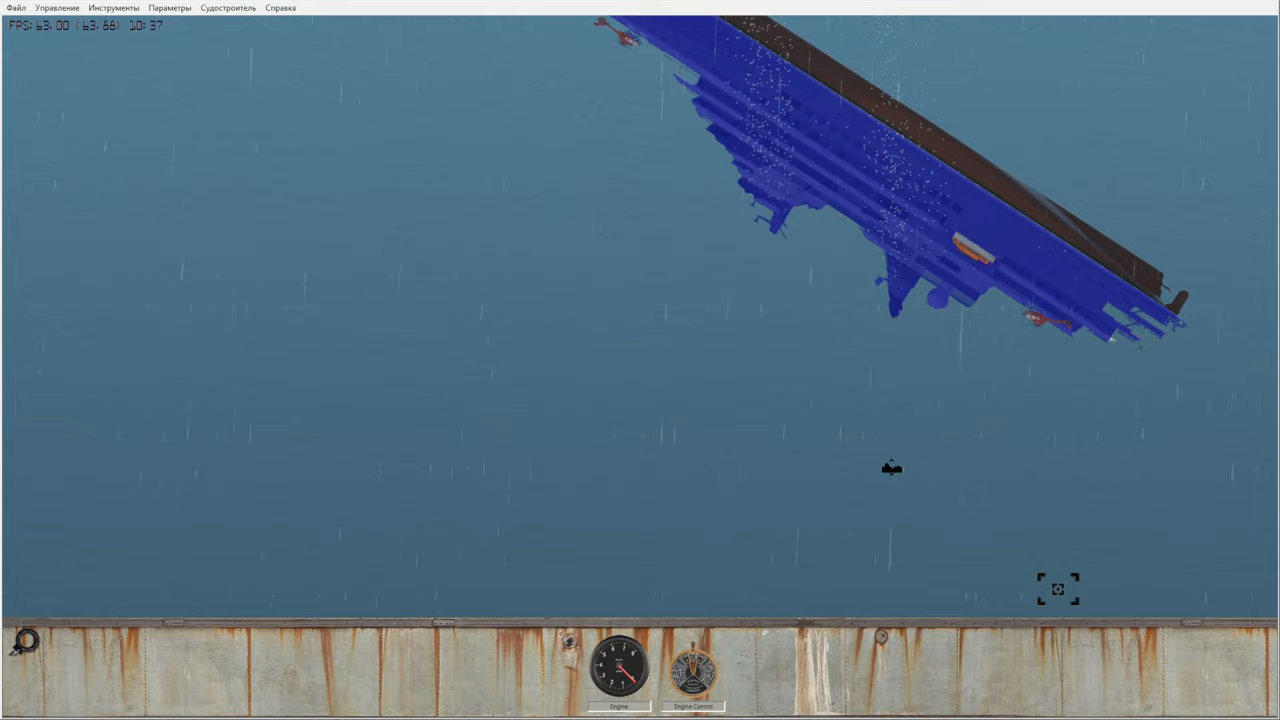 Файл Управление Инструменты Параметры Судостроитель Справка
FPS: 63.00 (63.68) 10:37
Engine Engine Control